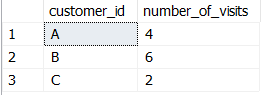 customer_id number_of_visits
1 A 4
2 B 6
3 C 2